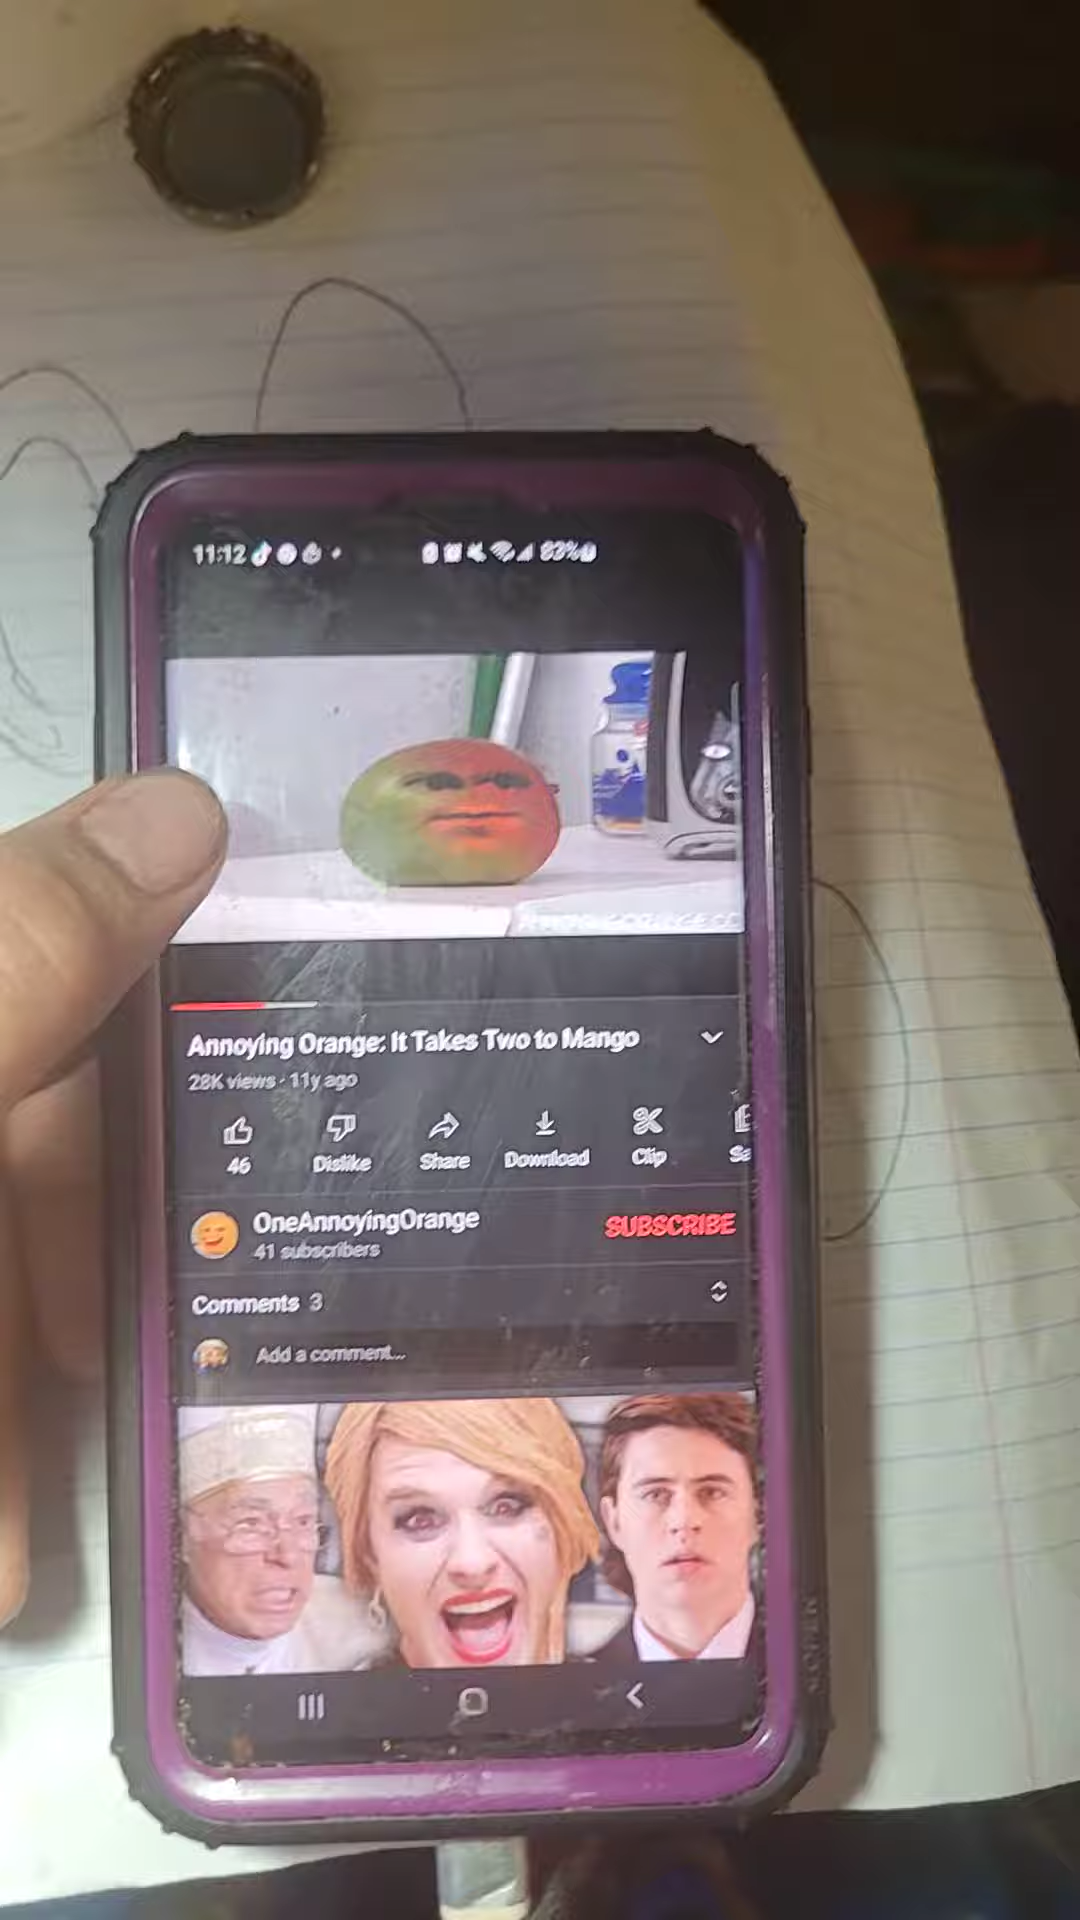 11:12
83%
Annoying Orange: It Takes Two to Mango
28K views · 11y ago
46
Dislike
Share
Download
Clip
Sa
OneAnnoyingOrange
41 subscribers
SUBSCRIBE
Comments 3
Add a comment...